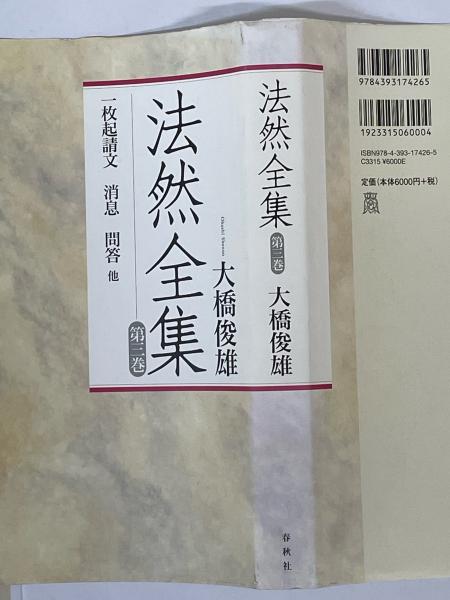 一枚起請文 消息 問答 他
法然全集
第三巻
Ohashi Shunno
大橋俊雄
法然全集
第三巻
大橋俊雄
春秋社
9784393174265
1923315060004
ISBN978-4-393-17426-5
C3315 ¥6000E
定価(本体6000円+税)